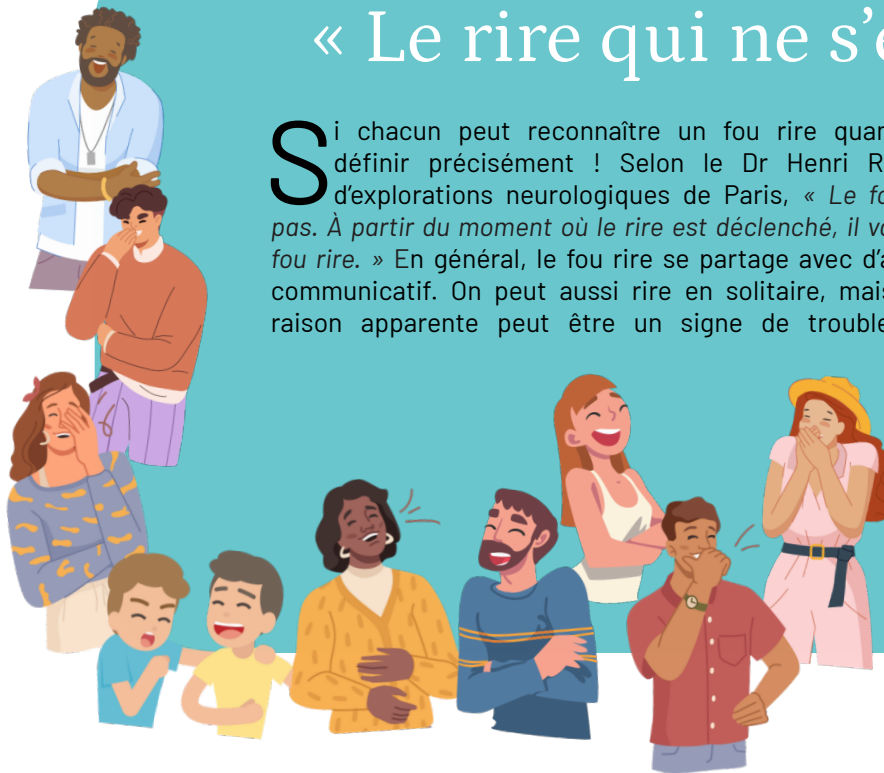 « Le rire qui ne s'é
Si chacun peut reconnaître un fou rire quan
définir précisément ! Selon le Dr Henri R
d'explorations neurologiques de Paris, « Le fo
pas. À partir du moment où le rire est déclenché, il va
fou rire. » En général, le fou rire se partage avec d'a
communicatif. On peut aussi rire en solitaire, mais
raison apparente peut être un signe de trouble